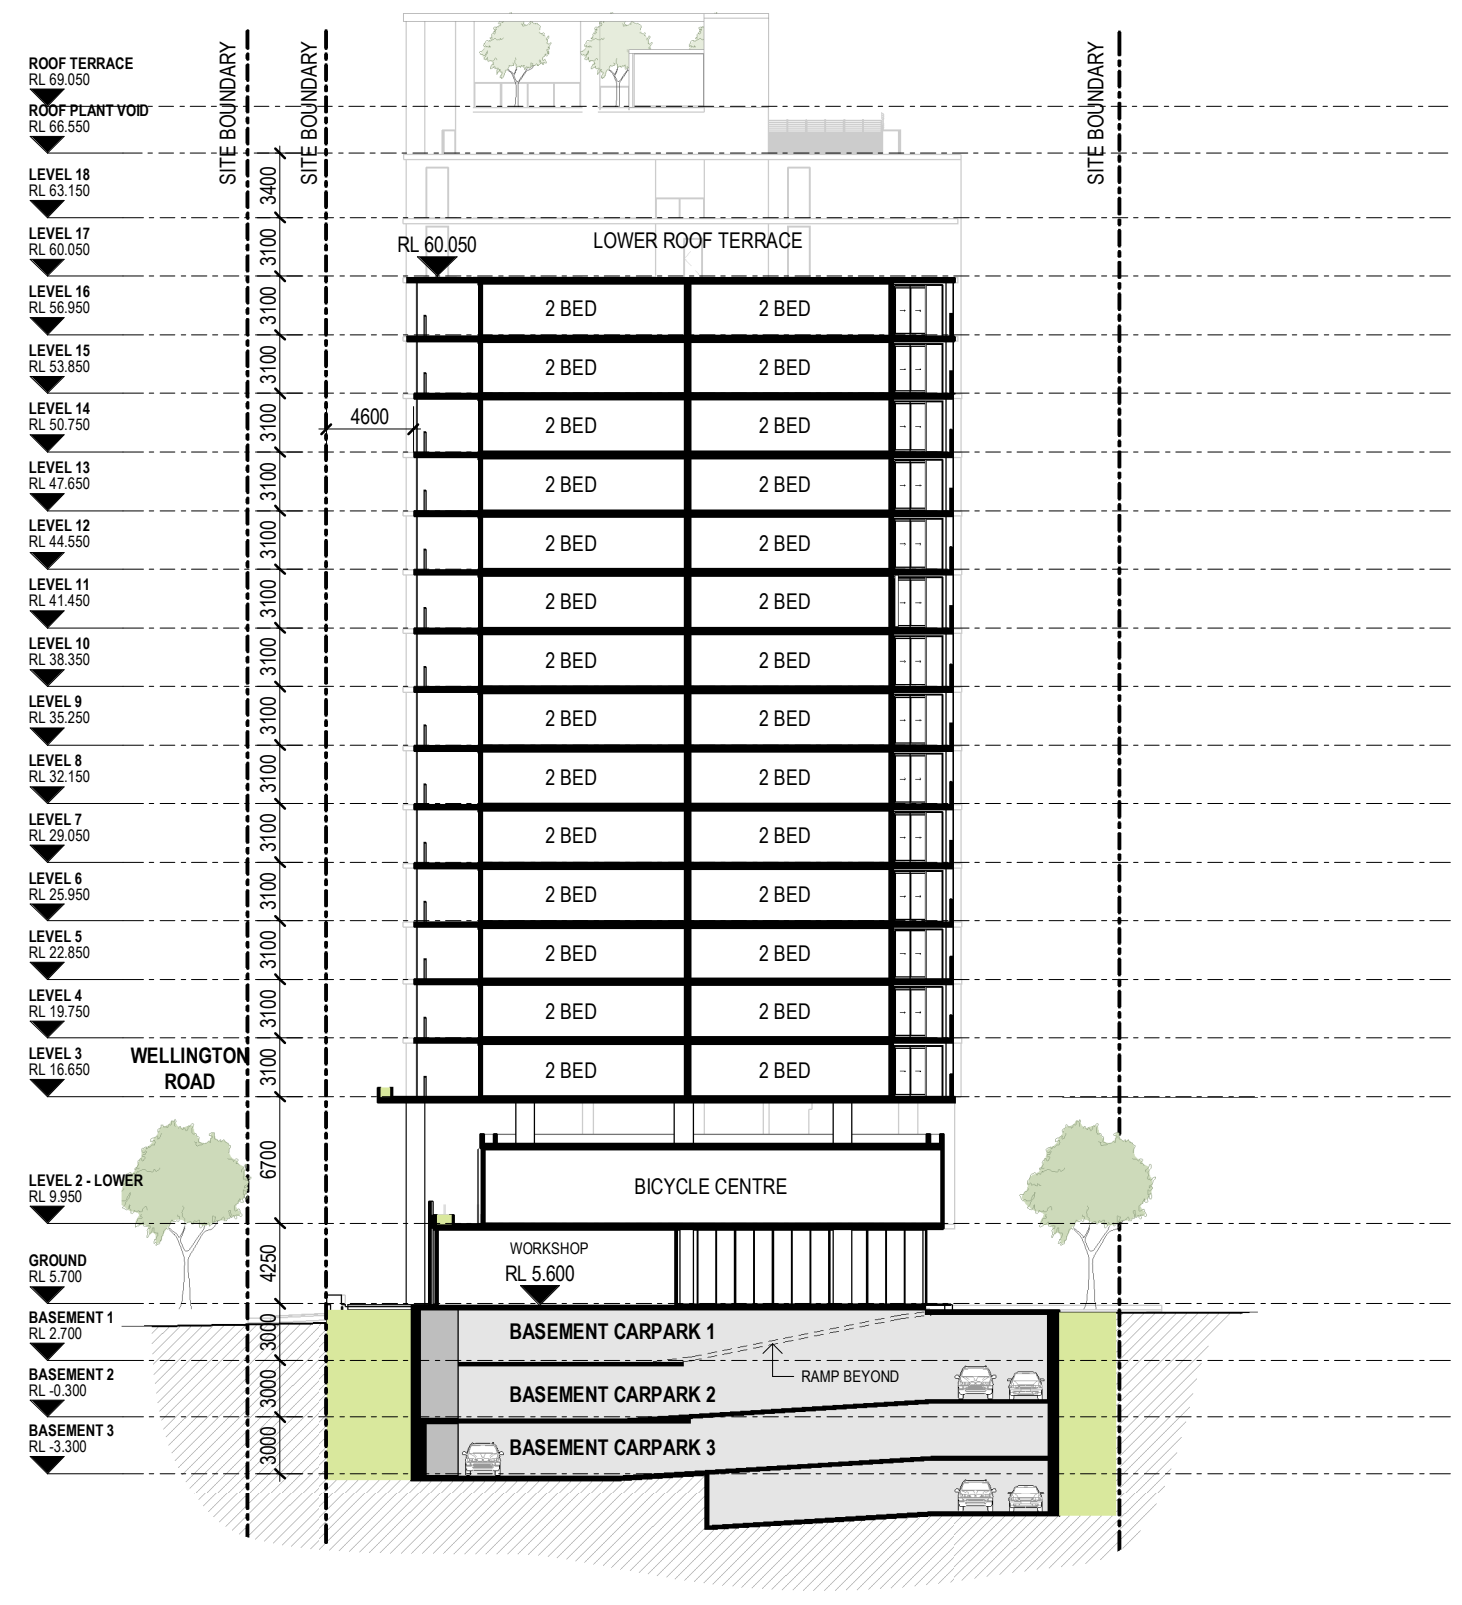 ROOF TERRACE
RL 69.050
ROOF PLANT VOID
RL 66.550
SITE BOUNDARY
SITE BOUNDARY
SITE BOUNDARY
LEVEL 18
RL 63.150
3400
LEVEL 17
RL 60.050
3100
RL 60.050
LOWER ROOF TERRACE
LEVEL 16
RL 56.950
3100
2 BED
2 BED
LEVEL 15
RL 53.850
3100
2 BED
2 BED
LEVEL 14
RL 50.750
3100
4600
2 BED
2 BED
LEVEL 13
RL 47.650
3100
2 BED
2 BED
LEVEL 12
RL 44.550
3100
2 BED
2 BED
LEVEL 11
RL 41.450
3100
2 BED
2 BED
LEVEL 10
RL 38.350
3100
2 BED
2 BED
LEVEL 9
RL 35.250
3100
2 BED
2 BED
LEVEL 8
RL 32.150
3100
2 BED
2 BED
LEVEL 7
RL 29.050
3100
2 BED
2 BED
LEVEL 6
RL 25.950
3100
2 BED
2 BED
LEVEL 5
RL 22.850
3100
2 BED
2 BED
LEVEL 4
RL 19.750
3100
2 BED
2 BED
LEVEL 3
RL 16.650
WELLINGTON
ROAD
3100
2 BED
2 BED
LEVEL 2 - LOWER
RL 9.950
6700
BICYCLE CENTRE
GROUND
RL 5.700
4250
WORKSHOP
RL 5.600
BASEMENT 1
RL 2.700
3000
BASEMENT CARPARK 1
RAMP BEYOND
BASEMENT 2
RL -0.300
3000
BASEMENT CARPARK 2
BASEMENT 3
RL -3.300
3000
BASEMENT CARPARK 3